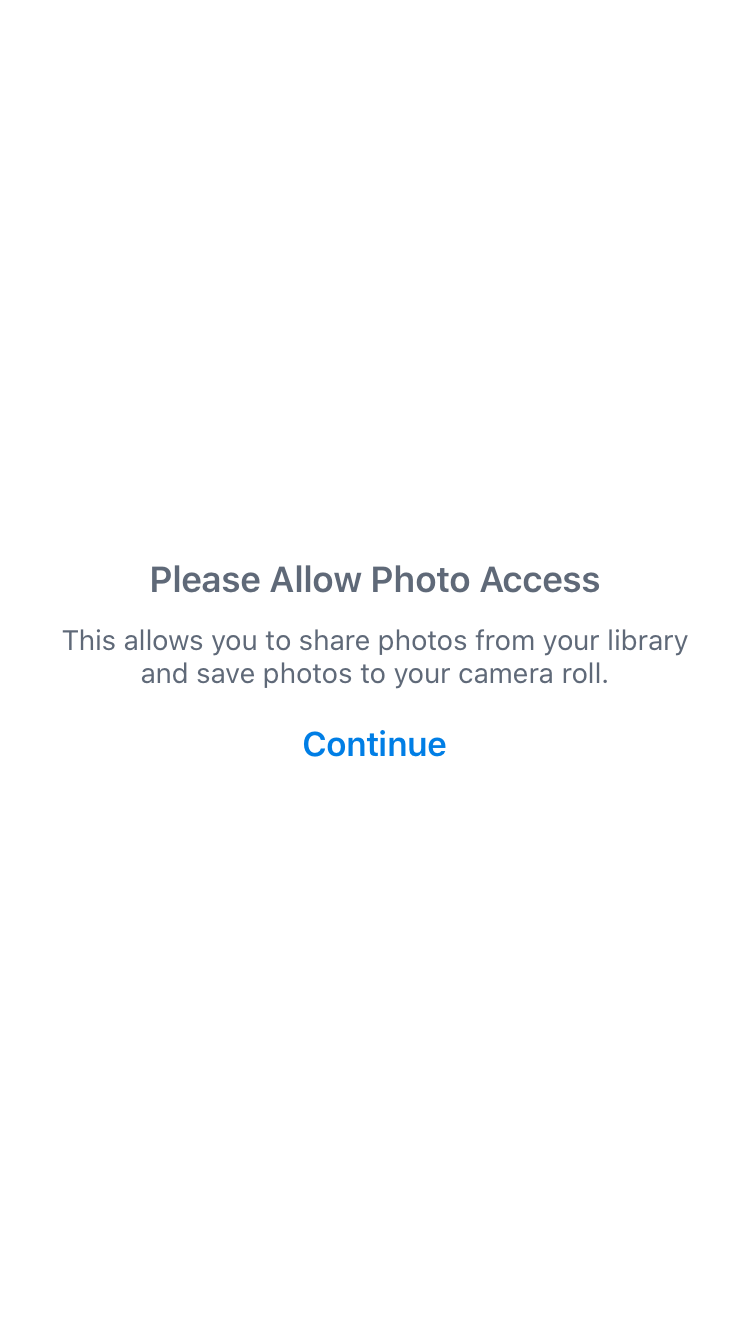 Please Allow Photo Access
This allows you to share photos from your library
and save photos to your camera roll.
Continue